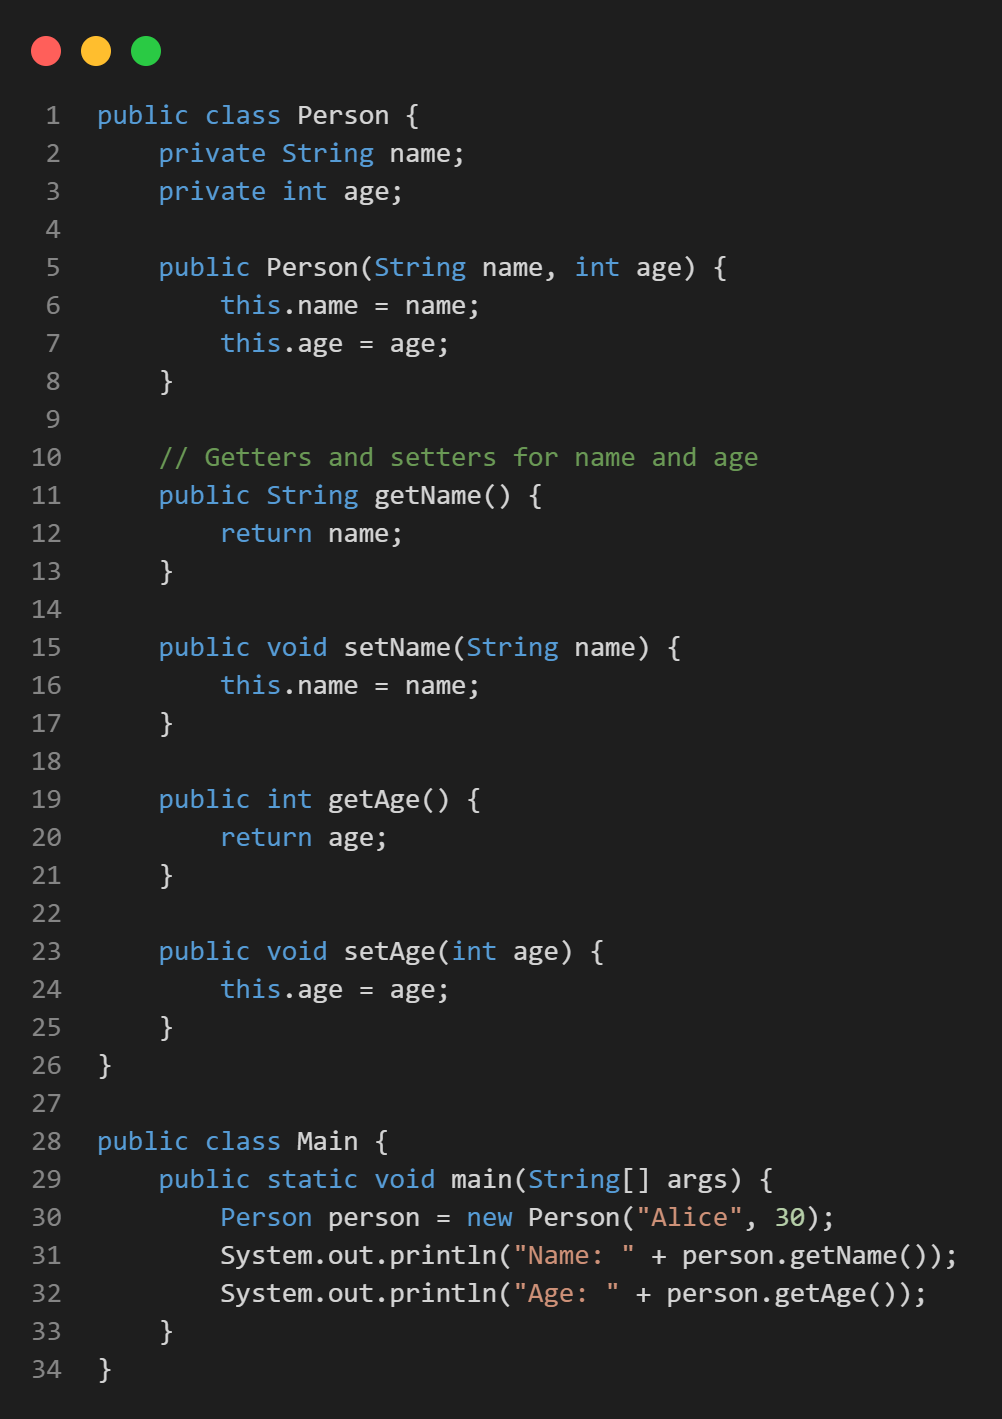 1 public class Person {
2     private String name;
3     private int age;
4
5     public Person(String name, int age) {
6         this.name = name;
7         this.age = age;
8     }
9
10     // Getters and setters for name and age
11     public String getName() {
12         return name;
13     }
14
15     public void setName(String name) {
16         this.name = name;
17     }
18
19     public int getAge() {
20         return age;
21     }
22
23     public void setAge(int age) {
24         this.age = age;
25     }
26 }
27
28 public class Main {
29     public static void main(String[] args) {
30         Person person = new Person("Alice", 30);
31         System.out.println("Name: " + person.getName());
32         System.out.println("Age: " + person.getAge());
33     }
34 }